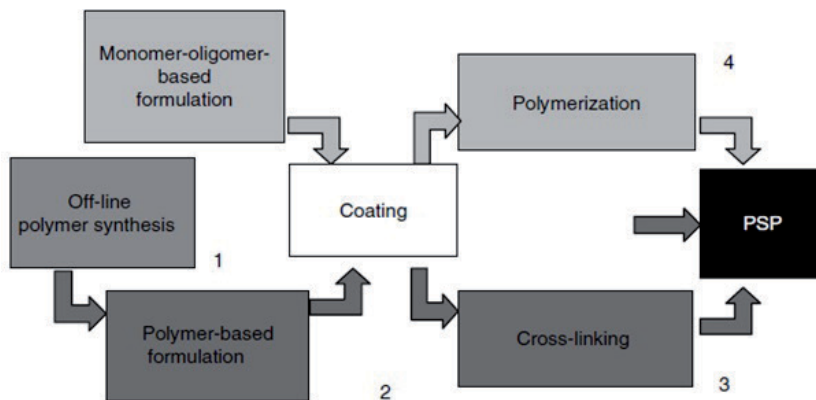 Monomer-oligomer-
based
formulation
4
Polymerization
Off-line
polymer synthesis
Coating
PSP
1
Polymer-based
formulation
Cross-linking
2
3